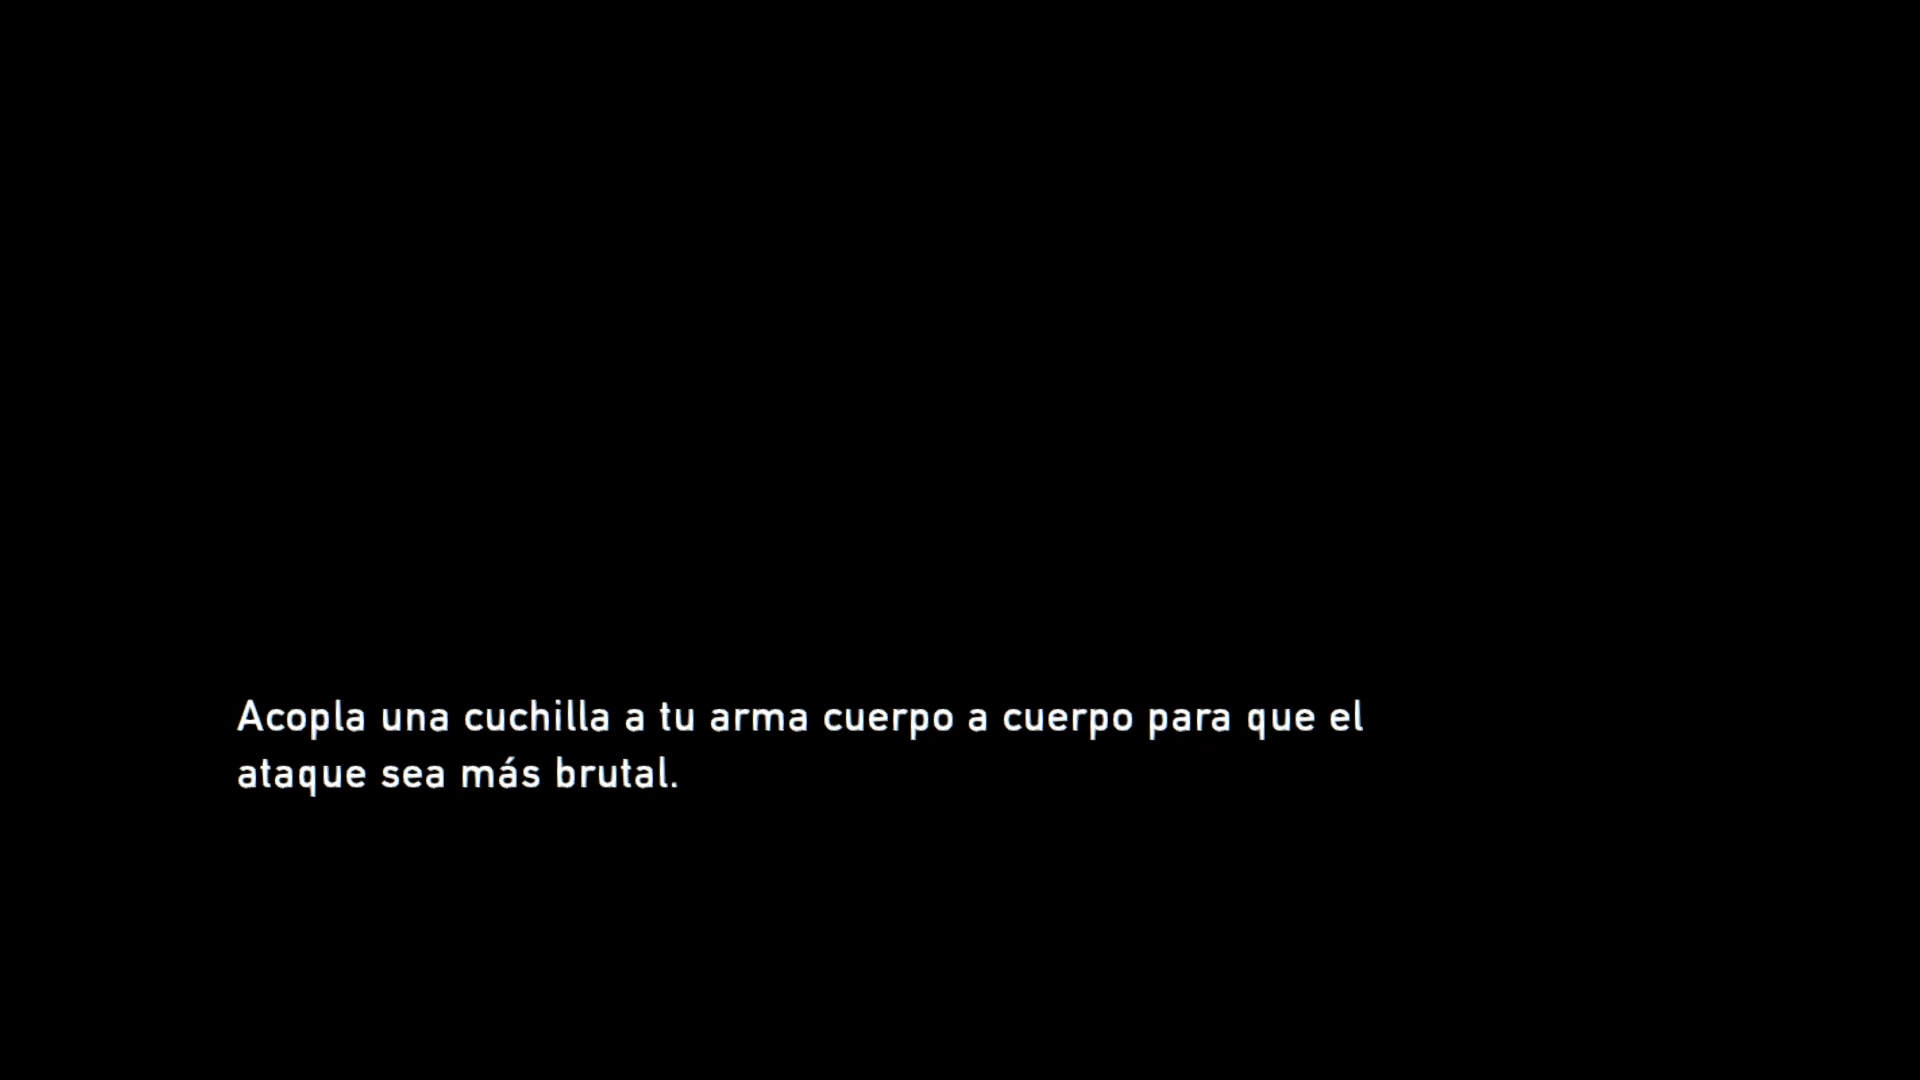 Acopla una cuchilla a tu arma cuerpo a cuerpo para que el
ataque sea más brutal.